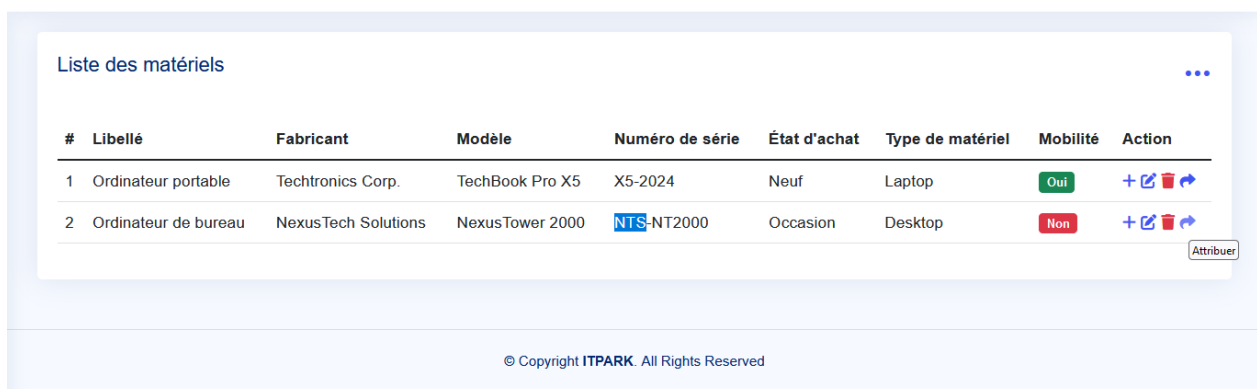 Liste des matériels
# Libellé Fabricant Modèle Numéro de série État d'achat Type de matériel Mobilité Action
1 Ordinateur portable Techtronics Corp. TechBook Pro X5 X5-2024 Neuf Laptop Oui
2 Ordinateur de bureau NexusTech Solutions NexusTower 2000 NTS-NT2000 Occasion Desktop Non
Attribuer
© Copyright ITPARK. All Rights Reserved